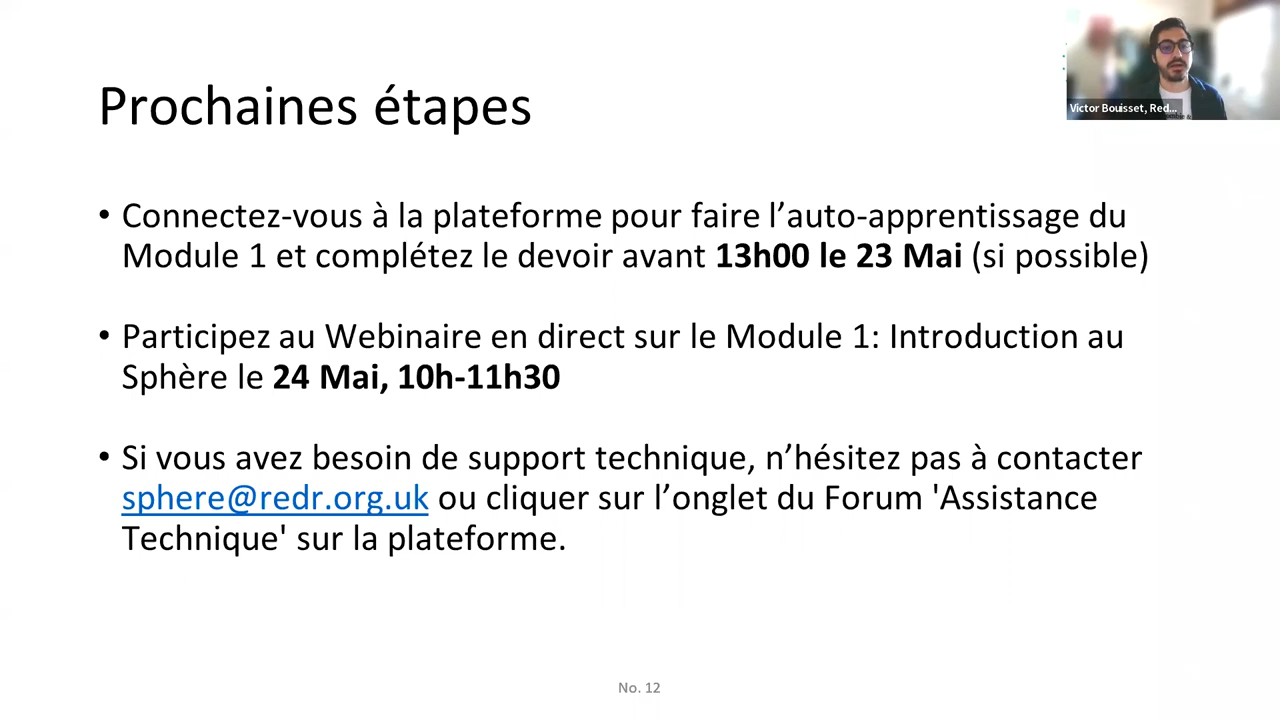 Prochaines étapes
Victor Bouisset, Red...
• Connectez-vous à la plateforme pour faire l’auto-apprentissage du
Module 1 et complétez le devoir avant 13h00 le 23 Mai (si possible)
• Participez au Webinaire en direct sur le Module 1: Introduction au
Sphère le 24 Mai, 10h-11h30
• Si vous avez besoin de support technique, n’hésitez pas à contacter
sphere@redr.org.uk ou cliquer sur l’onglet du Forum 'Assistance
Technique' sur la plateforme.
No. 12